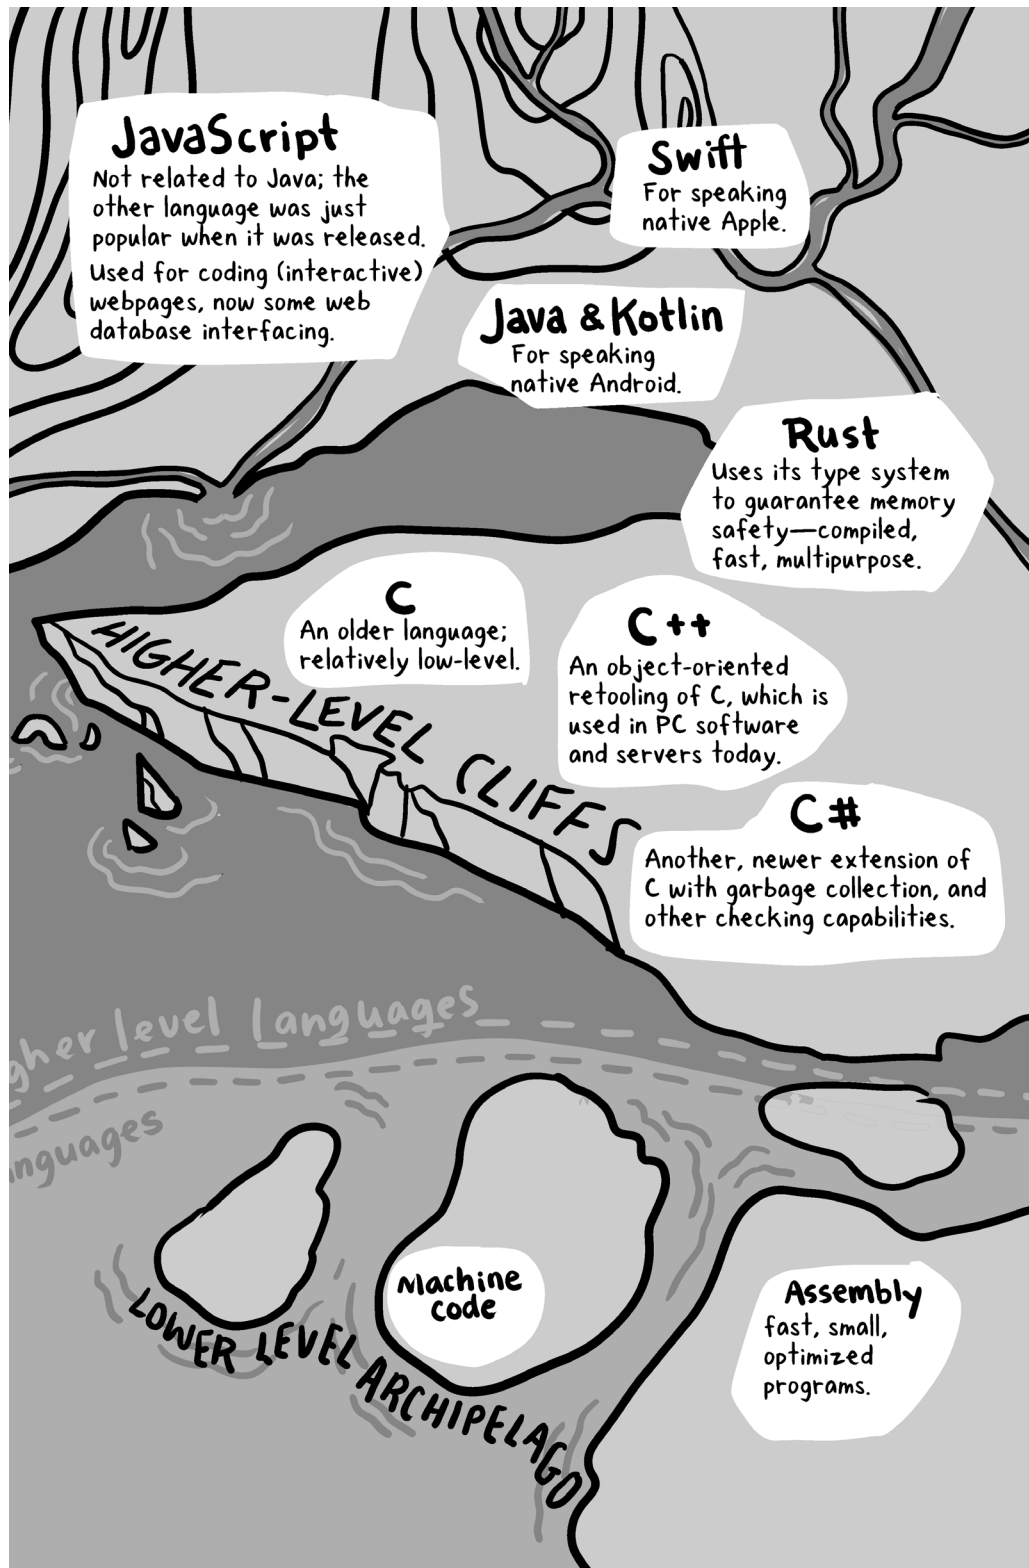 JavaScript
Not related to Java; the
other language was just
popular when it was released.
Used for coding (interactive)
webpages, now some web
database interfacing.
Swift
For speaking
native Apple.
Java & Kotlin
For speaking
native Android.
Rust
Uses its type system
to guarantee memory
safety—compiled,
fast, multipurpose.
C
An older language;
relatively low-level.
C++
An object-oriented
retooling of C, which is
used in PC software
and servers today.
HIGHER-LEVEL CLIFFS
C#
Another, newer extension of
C with garbage collection, and
other checking capabilities.
gher level languages
anguages
Machine
code
LOWER LEVEL ARCHIPELAGO
Assembly
fast, small,
optimized
programs.